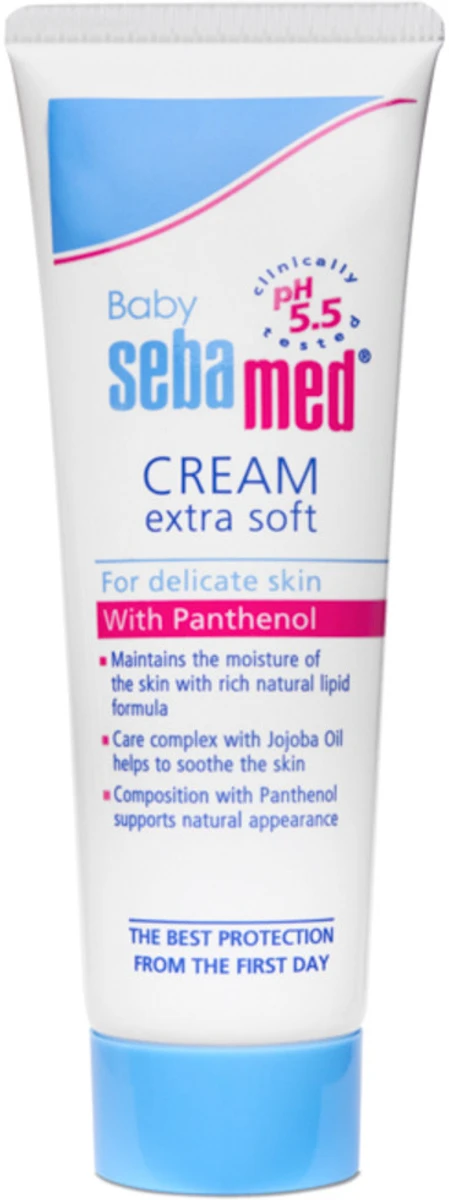 Baby
clinically
pH
5.5
tested
sebamed®
CREAM
extra soft
For delicate skin
With Panthenol
▪ Maintains the moisture of
the skin with rich natural lipid
formula
▪ Care complex with Jojoba Oil
helps to soothe the skin
▪ Composition with Panthenol
supports natural appearance
THE BEST PROTECTION
FROM THE FIRST DAY